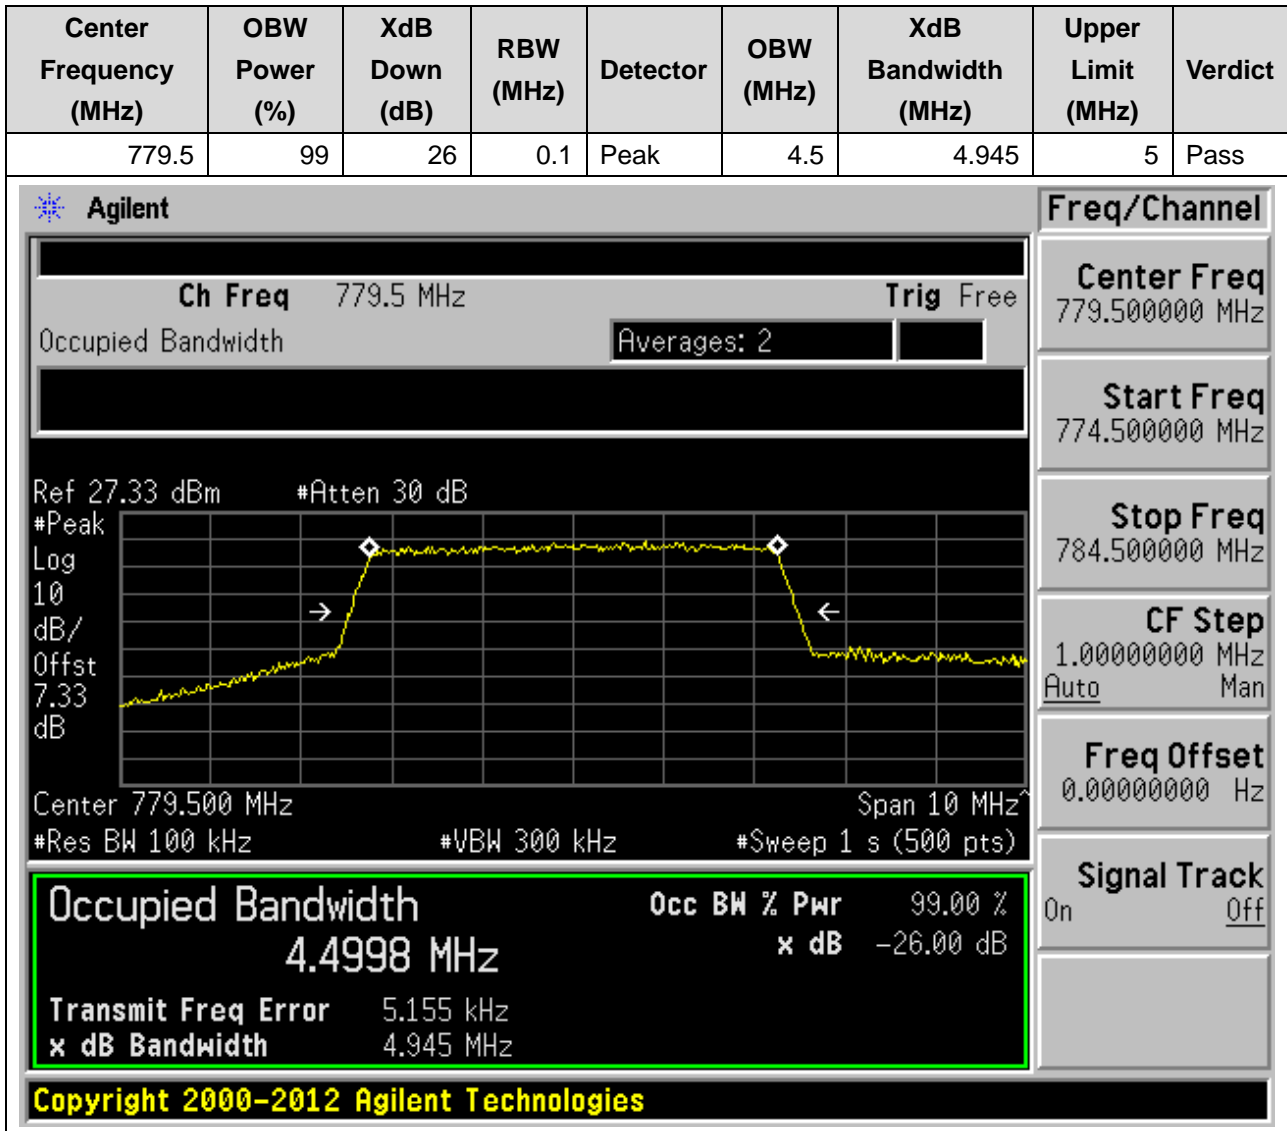 Center Frequency (MHz) OBW Power (%) XdB Down (dB) RBW (MHz) Detector OBW (MHz) XdB Bandwidth (MHz) Upper Limit (MHz) Verdict
779.5 99 26 0.1 Peak 4.5 4.945 5 Pass
Agilent
Ch Freq 779.5 MHz Trig Free
Occupied Bandwidth Averages: 2
Ref 27.33 dBm #Atten 30 dB
#Peak
Log
10
dB/
Offst
7.33
dB
Center 779.500 MHz Span 10 MHz^
#Res BW 100 kHz #VBW 300 kHz #Sweep 1 s (500 pts)
Occupied Bandwidth Occ BW % Pwr 99.00 %
4.4998 MHz x dB -26.00 dB
Transmit Freq Error 5.155 kHz
x dB Bandwidth 4.945 MHz
Freq/Channel
Center Freq
779.500000 MHz
Start Freq
774.500000 MHz
Stop Freq
784.500000 MHz
CF Step
1.00000000 MHz
Auto Man
Freq Offset
0.00000000 Hz
Signal Track
On Off
Copyright 2000-2012 Agilent Technologies